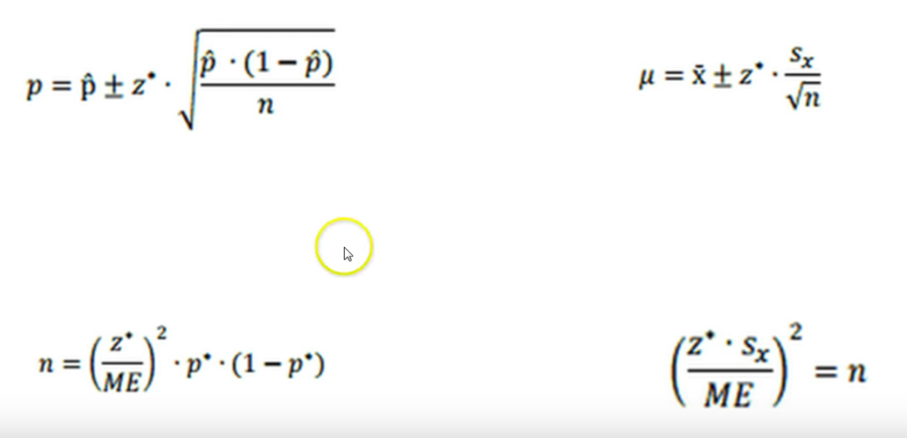 p = p̂ ± z* · √(p̂ · (1 − p̂) / n)
μ = x̄ ± z* · sₓ / √n
n = (z* / ME)² · p* · (1 − p*)
(z* · sₓ / ME)² = n